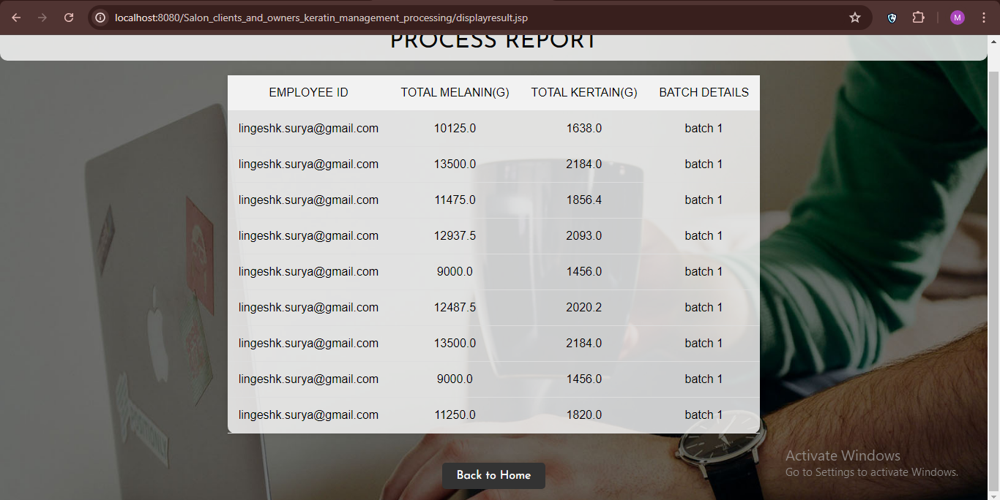 localhost:8080/Salon_clients_and_owners_keratin_management_processing/displayresult.jsp
M
PROCESS REPORT
EMPLOYEE ID TOTAL MELANIN(G) TOTAL KERTAIN(G) BATCH DETAILS
lingeshk.surya@gmail.com 10125.0 1638.0 batch 1
lingeshk.surya@gmail.com 13500.0 2184.0 batch 1
lingeshk.surya@gmail.com 11475.0 1856.4 batch 1
lingeshk.surya@gmail.com 12937.5 2093.0 batch 1
lingeshk.surya@gmail.com 9000.0 1456.0 batch 1
lingeshk.surya@gmail.com 12487.5 2020.2 batch 1
lingeshk.surya@gmail.com 13500.0 2184.0 batch 1
lingeshk.surya@gmail.com 9000.0 1456.0 batch 1
lingeshk.surya@gmail.com 11250.0 1820.0 batch 1
Back to Home
Activate Windows
Go to Settings to activate Windows.